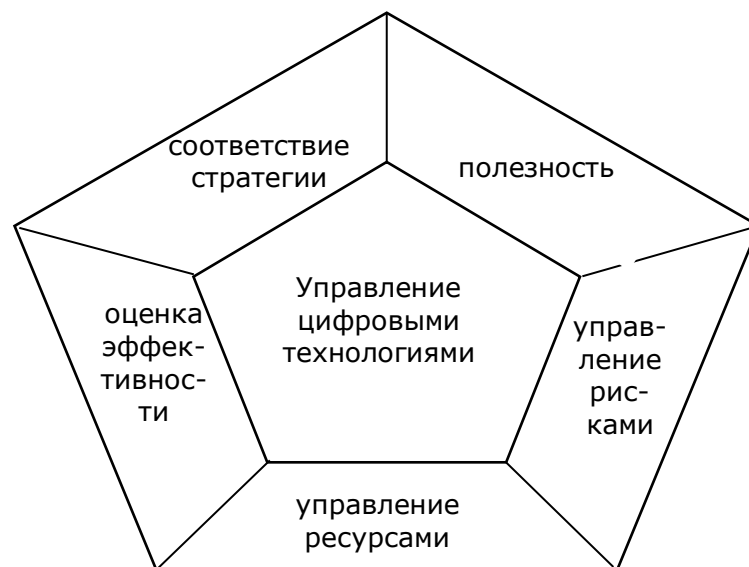 соответствие
стратегии
полезность
Управление
цифровыми
технологиями
оценка
эффек-
тивнос-
ти
управ-
ление
рис-
ками
управление
ресурсами